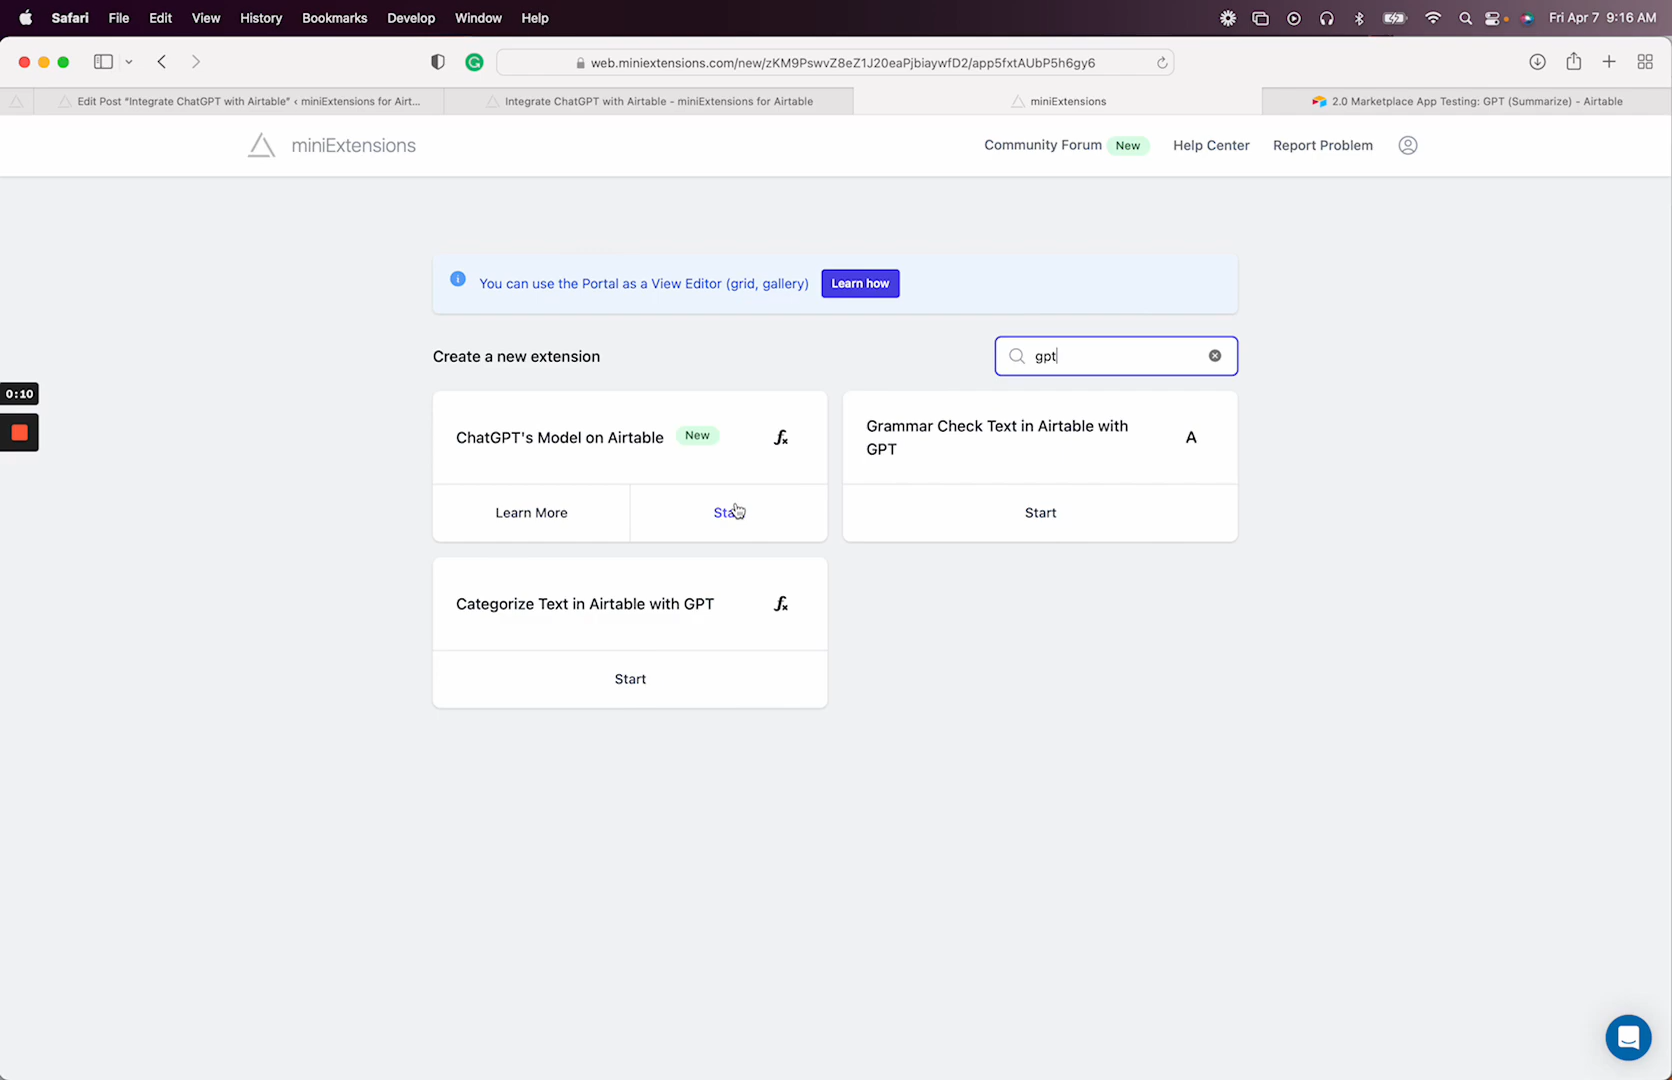 Safari File Edit View History Bookmarks Develop Window Help Fri Apr 7 9:16 AM
web.miniextensions.com/new/zKM9PswvZ8eZ1J20eaPjbiaywfD2/app5fxtAUbP5h6gy6
Edit Post "Integrate ChatGPT with Airtable" ‹ miniExtensions for Airt... Integrate ChatGPT with Airtable - miniExtensions for Airtable miniExtensions 2.0 Marketplace App Testing: GPT (Summarize) - Airtable
miniExtensions Community Forum New Help Center Report Problem
You can use the Portal as a View Editor (grid, gallery) Learn how
Create a new extension gpt
0:10
ChatGPT's Model on Airtable New fx
Grammar Check Text in Airtable with
GPT A
Learn More Start
Start
Categorize Text in Airtable with GPT fx
Start